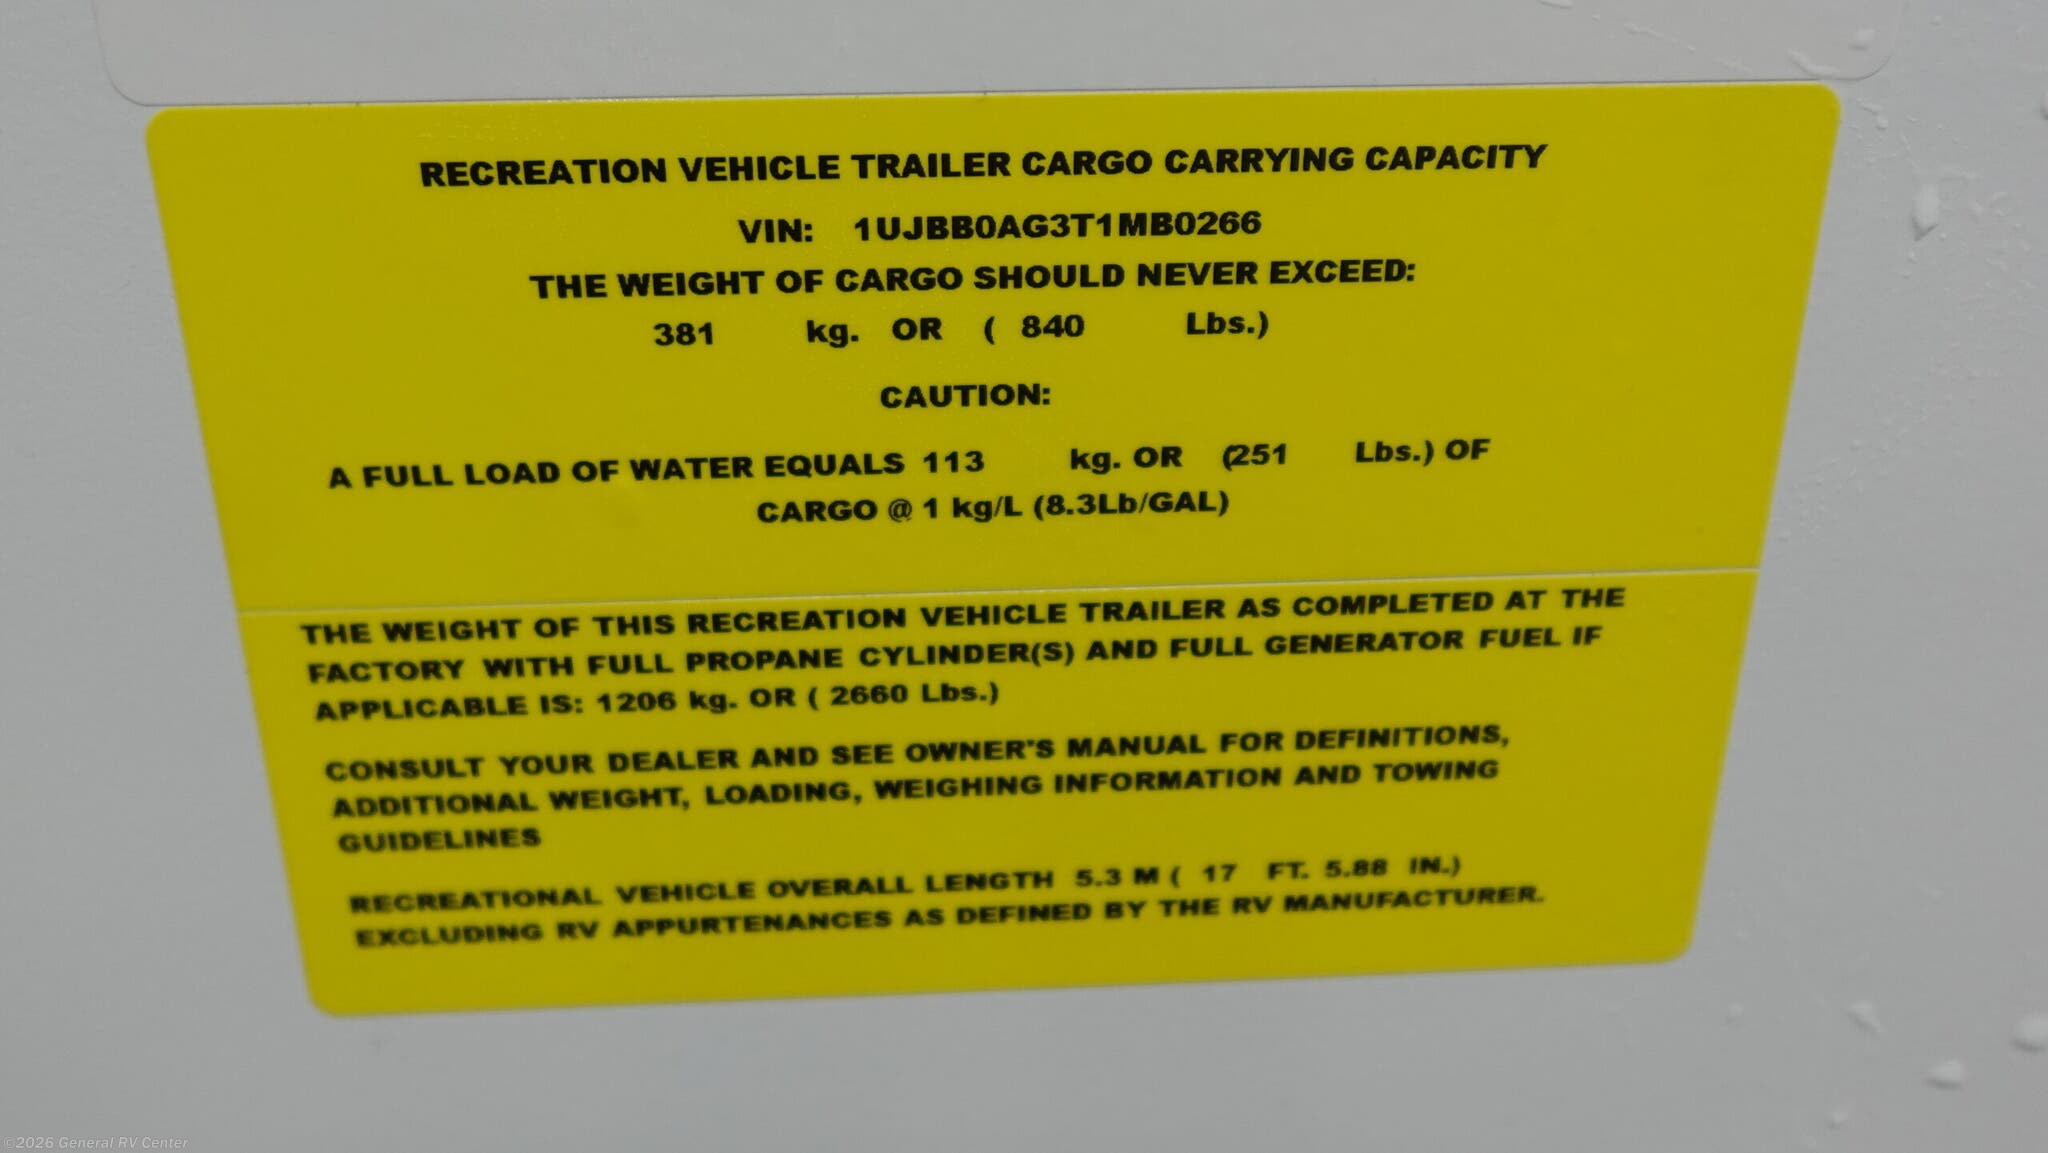 RECREATION VEHICLE TRAILER CARGO CARRYING CAPACITY
VIN: 1UJBB0AG3T1MB0266
THE WEIGHT OF CARGO SHOULD NEVER EXCEED:
381 kg. OR ( 840 Lbs.)
CAUTION:
A FULL LOAD OF WATER EQUALS 113 kg. OR (251 Lbs.) OF
CARGO @ 1 kg/L (8.3Lb/GAL)
THE WEIGHT OF THIS RECREATION VEHICLE TRAILER AS COMPLETED AT THE
FACTORY WITH FULL PROPANE CYLINDER(S) AND FULL GENERATOR FUEL IF
APPLICABLE IS: 1206 kg. OR ( 2660 Lbs.)
CONSULT YOUR DEALER AND SEE OWNER'S MANUAL FOR DEFINITIONS,
ADDITIONAL WEIGHT, LOADING, WEIGHING INFORMATION AND TOWING
GUIDELINES
RECREATIONAL VEHICLE OVERALL LENGTH 5.3 M ( 17 FT. 5.88 IN.)
EXCLUDING RV APPURTENANCES AS DEFINED BY THE RV MANUFACTURER.
©2026 General RV Center